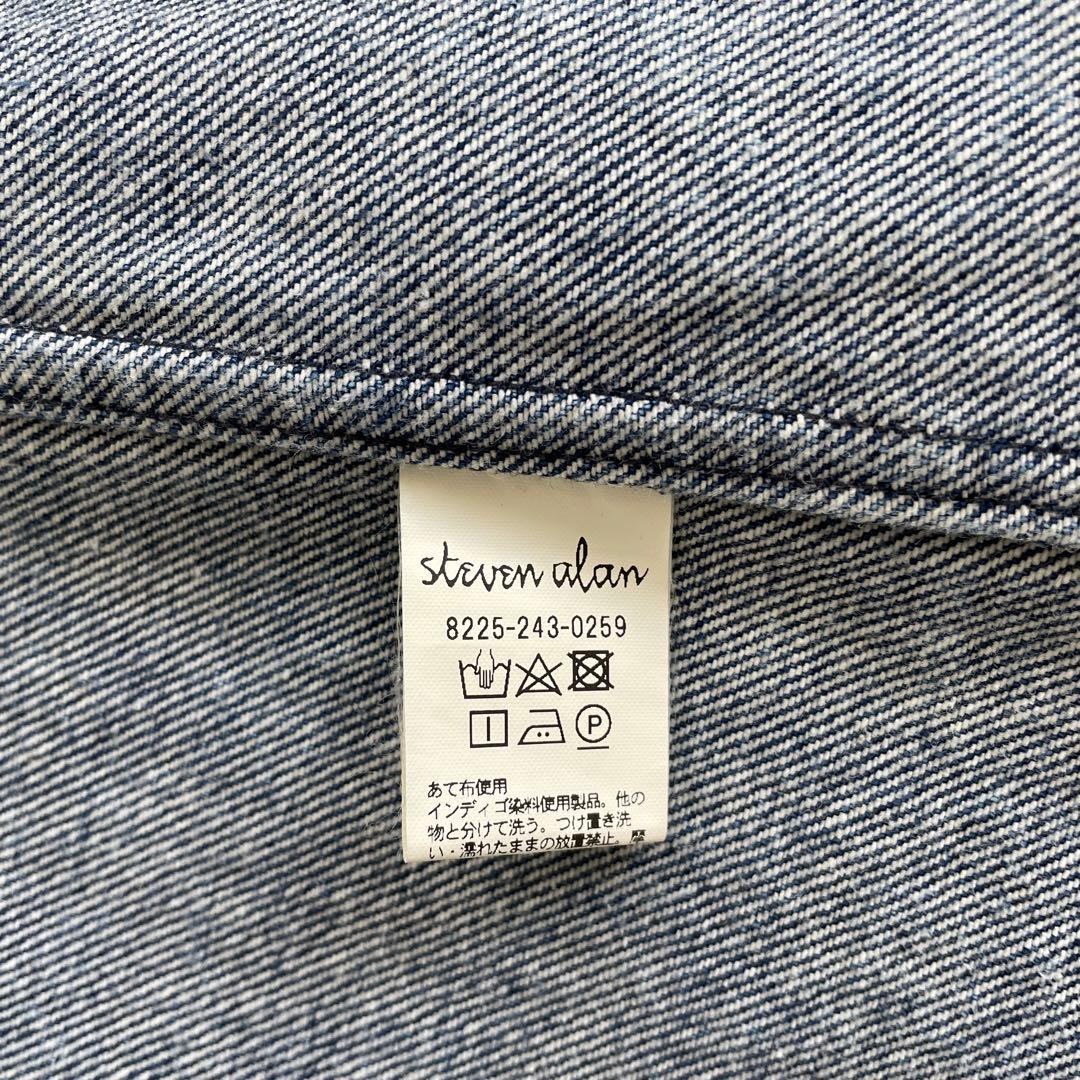 steven alan
8225-243-0259
P
あて布使用
インディゴ染料使用製品。他の
物と分けて洗う。つけ置き洗
い・濡れたままの放置禁止。